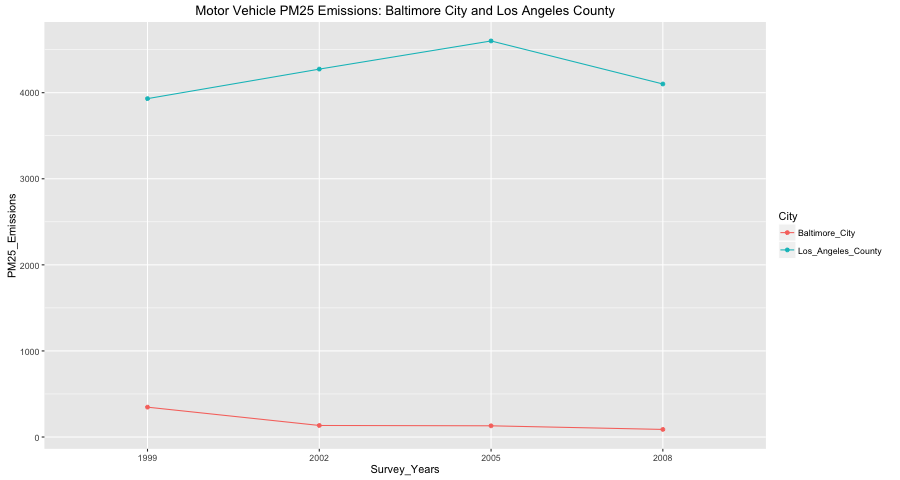 Motor Vehicle PM25 Emissions: Baltimore City and Los Angeles County
PM25_Emissions
4000
3000
2000
1000
0
1999
2002
2005
2008
Survey_Years
City
Baltimore_City
Los_Angeles_County